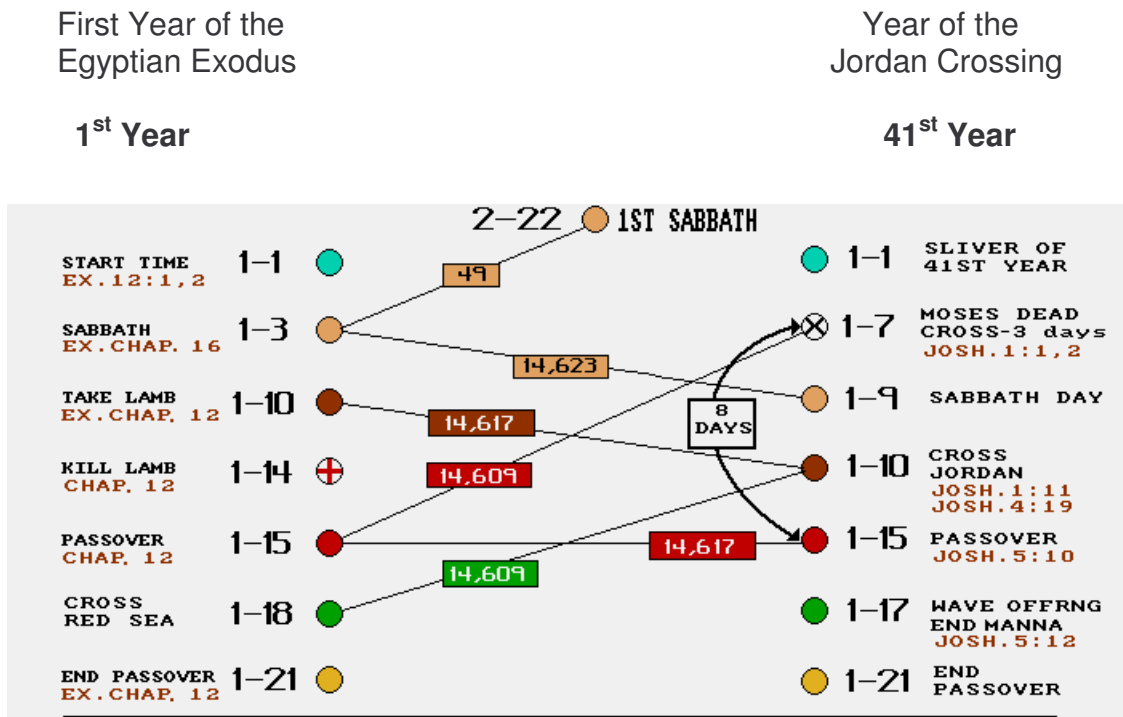 First Year of the
Egyptian Exodus
Year of the
Jordan Crossing
1st Year
41st Year
2-22 1ST SABBATH
START TIME 1-1
EX.12:1,2
1-1 SLIVER OF
41ST YEAR
49
SABBATH 1-3
EX.CHAP. 16
1-7 MOSES DEAD
CROSS-3 days
JOSH.1:1,2
14,623
TAKE LAMB 1-10
EX.CHAP. 12
8
DAYS
1-9 SABBATH DAY
14,617
KILL LAMB 1-14
CHAP. 12
14,609
1-10 CROSS
JORDAN
JOSH.1:11
JOSH.4:19
PASSOVER 1-15
CHAP. 12
14,617
1-15 PASSOVER
JOSH.5:10
14,609
CROSS
RED SEA 1-18
1-17 WAVE OFFRNG
END MANNA
JOSH.5:12
END PASSOVER 1-21
EX.CHAP. 12
1-21 END
PASSOVER